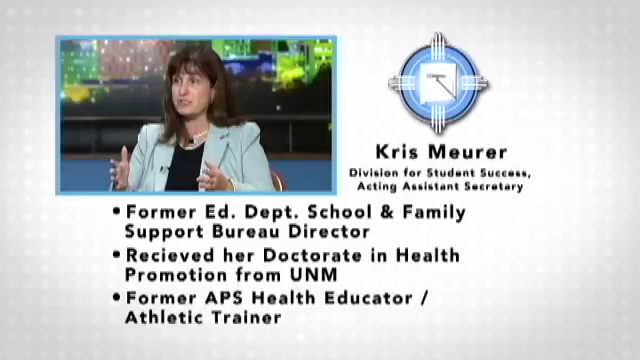 Kris Meurer
Division for Student Success,
Acting Assistant Secretary
• Former Ed. Dept. School & Family
Support Bureau Director
• Recieved her Doctorate in Health
Promotion from UNM
• Former APS Health Educator /
Athletic Trainer